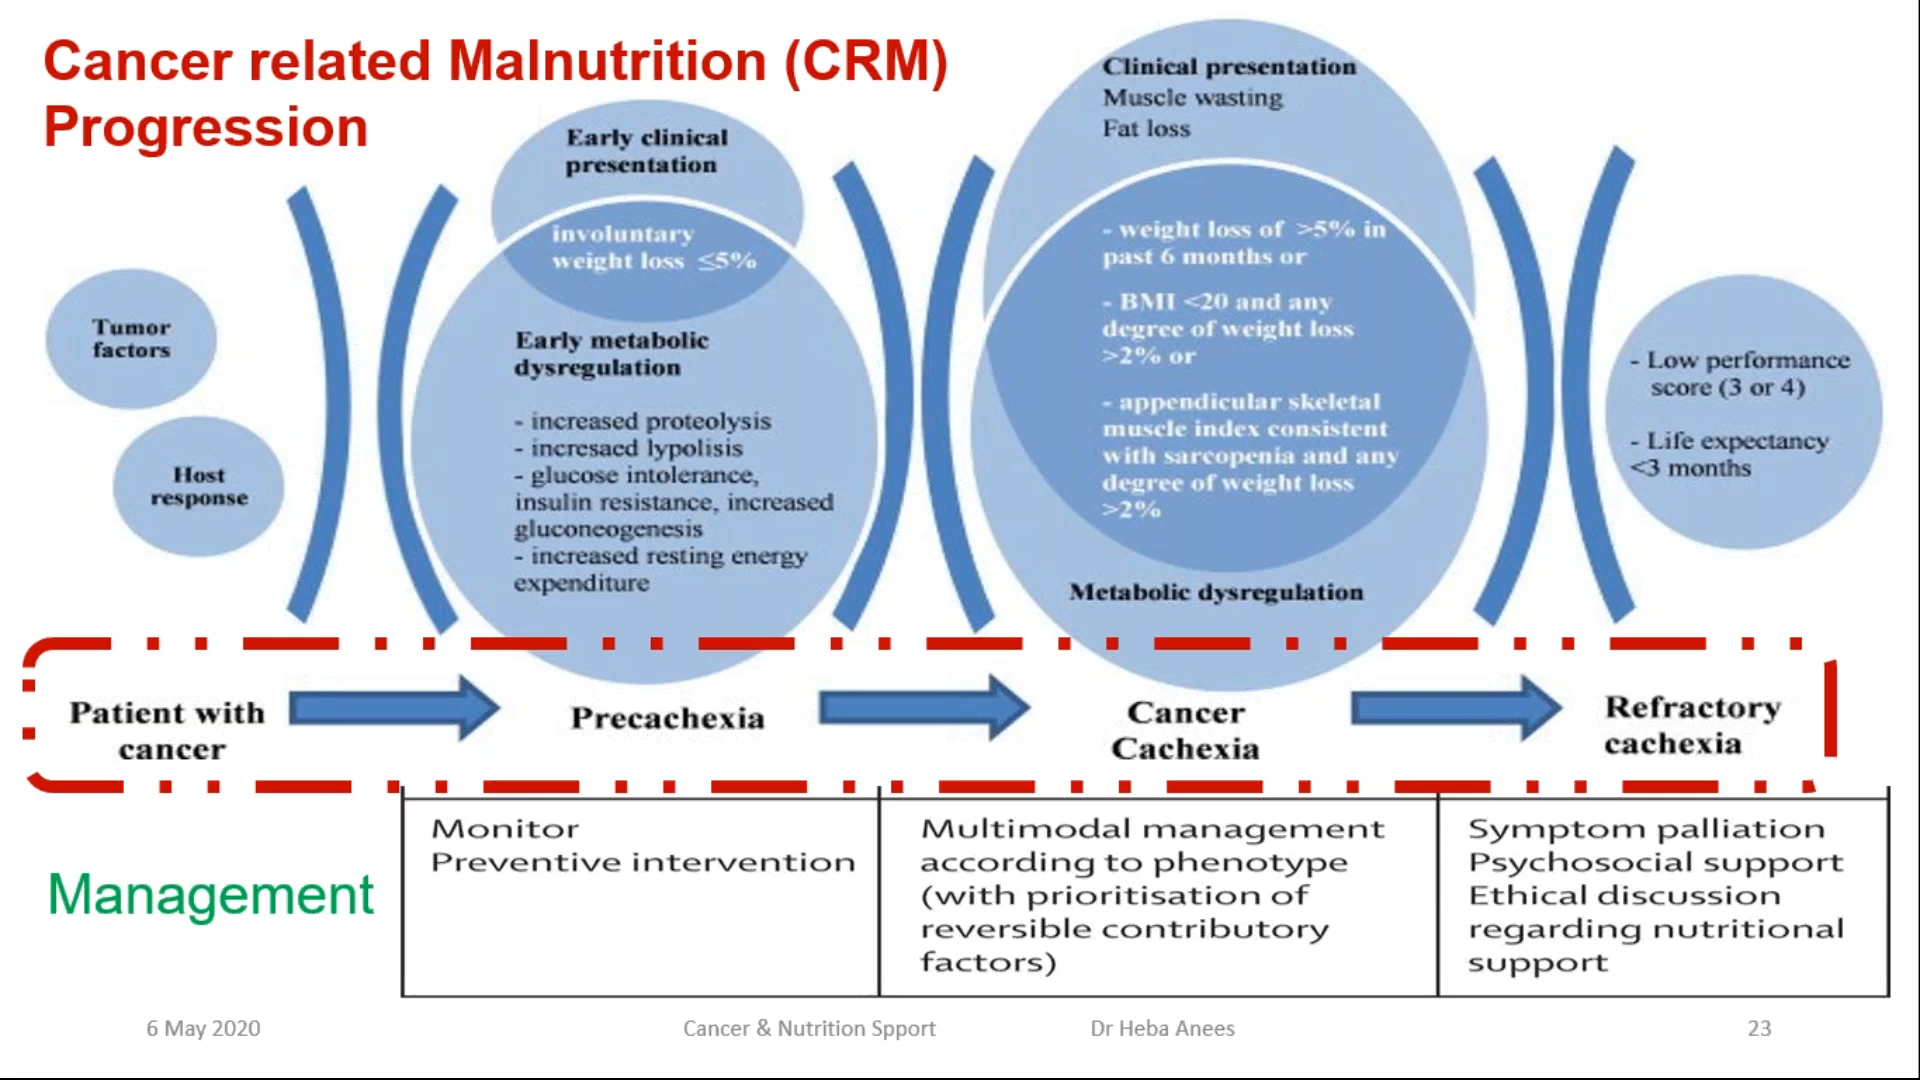 Cancer related Malnutrition (CRM)
Progression
Tumor
factors
Host
response
Early clinical
presentation
involuntary
weight loss ≤5%
Early metabolic
dysregulation
- increased proteolysis
- incresaed lypolisis
- glucose intolerance,
insulin resistance, increased
gluconeogenesis
- increased resting energy
expenditure
Clinical presentation
Muscle wasting
Fat loss
- weight loss of >5% in
past 6 months or
- BMI <20 and any
degree of weight loss
>2% or
- appendicular skeletal
muscle index consistent
with sarcopenia and any
degree of weight loss
>2%
Metabolic dysregulation
- Low performance
score (3 or 4)
- Life expectancy
<3 months
Patient with
cancer
Precachexia
Cancer
Cachexia
Refractory
cachexia
Management
Monitor
Preventive intervention
Multimodal management
according to phenotype
(with prioritisation of
reversible contributory
factors)
Symptom palliation
Psychosocial support
Ethical discussion
regarding nutritional
support
6 May 2020
Cancer & Nutrition Spport
Dr Heba Anees
23